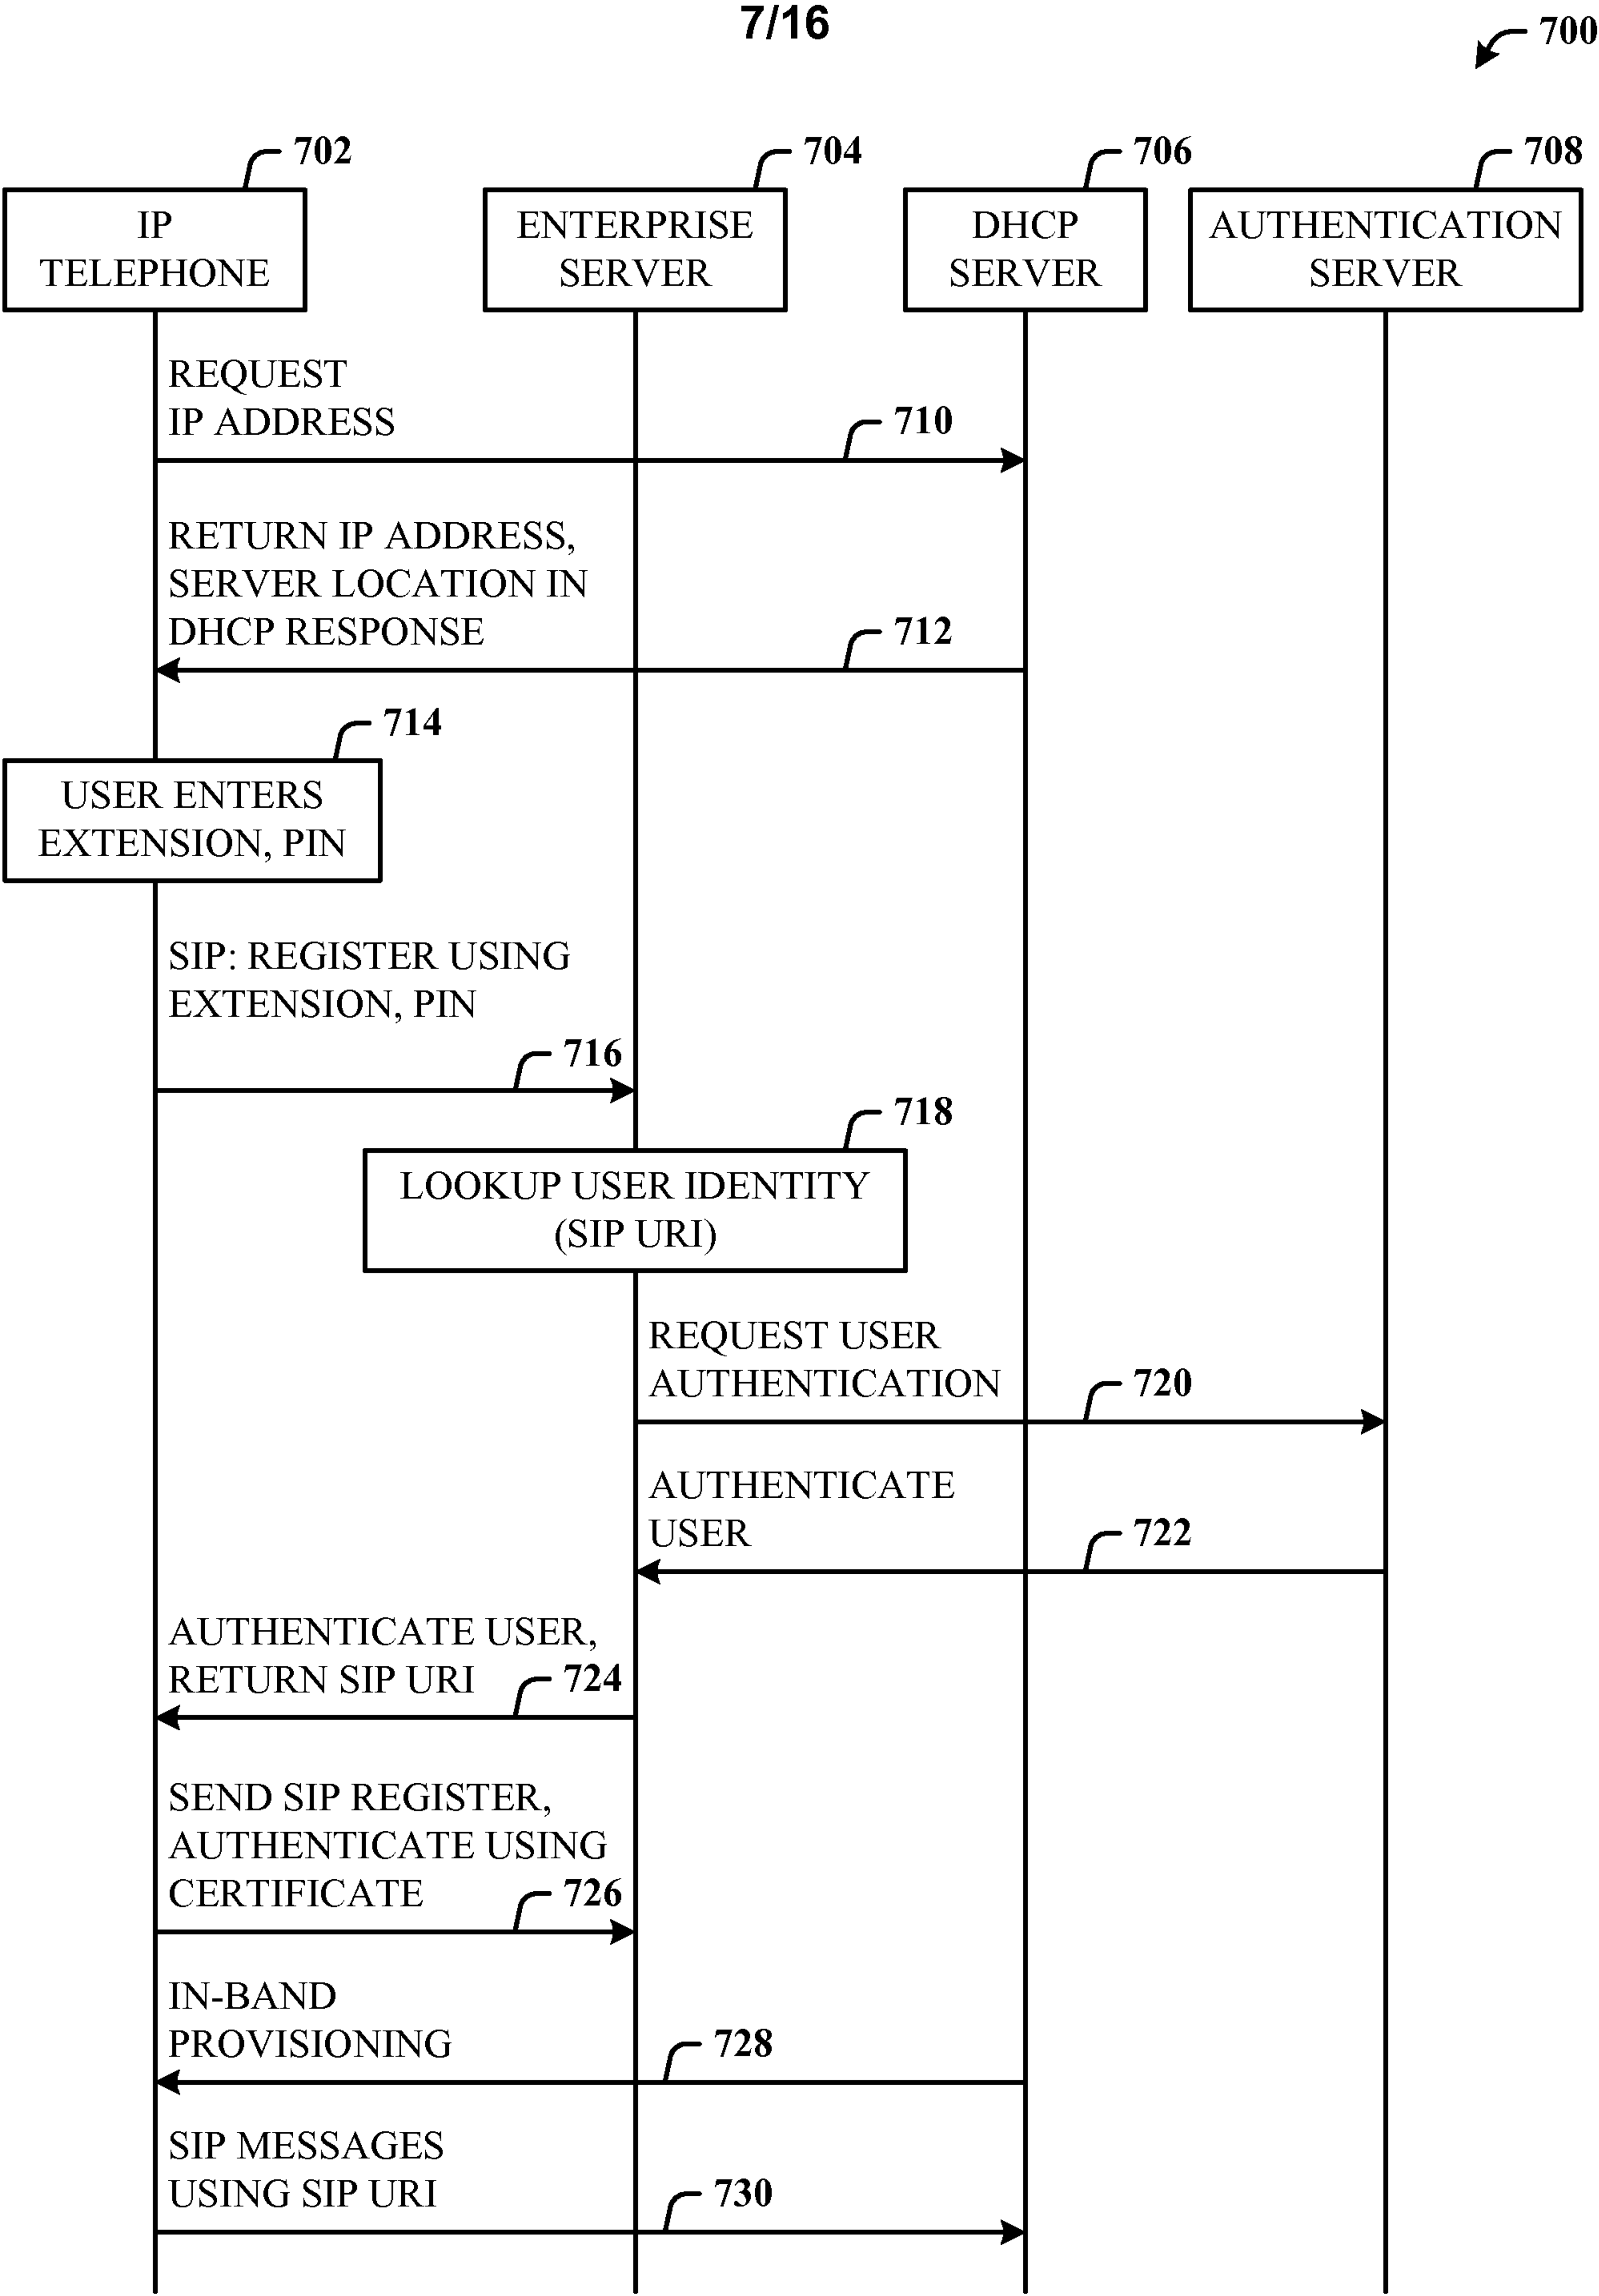 7/16
700
702
704
706
708
IP
TELEPHONE
ENTERPRISE
SERVER
DHCP
SERVER
AUTHENTICATION
SERVER
REQUEST
IP ADDRESS
710
RETURN IP ADDRESS,
SERVER LOCATION IN
DHCP RESPONSE
712
714
USER ENTERS
EXTENSION, PIN
SIP: REGISTER USING
EXTENSION, PIN
716
718
LOOKUP USER IDENTITY
(SIP URI)
REQUEST USER
AUTHENTICATION
720
AUTHENTICATE
USER
722
AUTHENTICATE USER,
RETURN SIP URI
724
SEND SIP REGISTER,
AUTHENTICATE USING
CERTIFICATE
726
IN-BAND
PROVISIONING
728
SIP MESSAGES
USING SIP URI
730